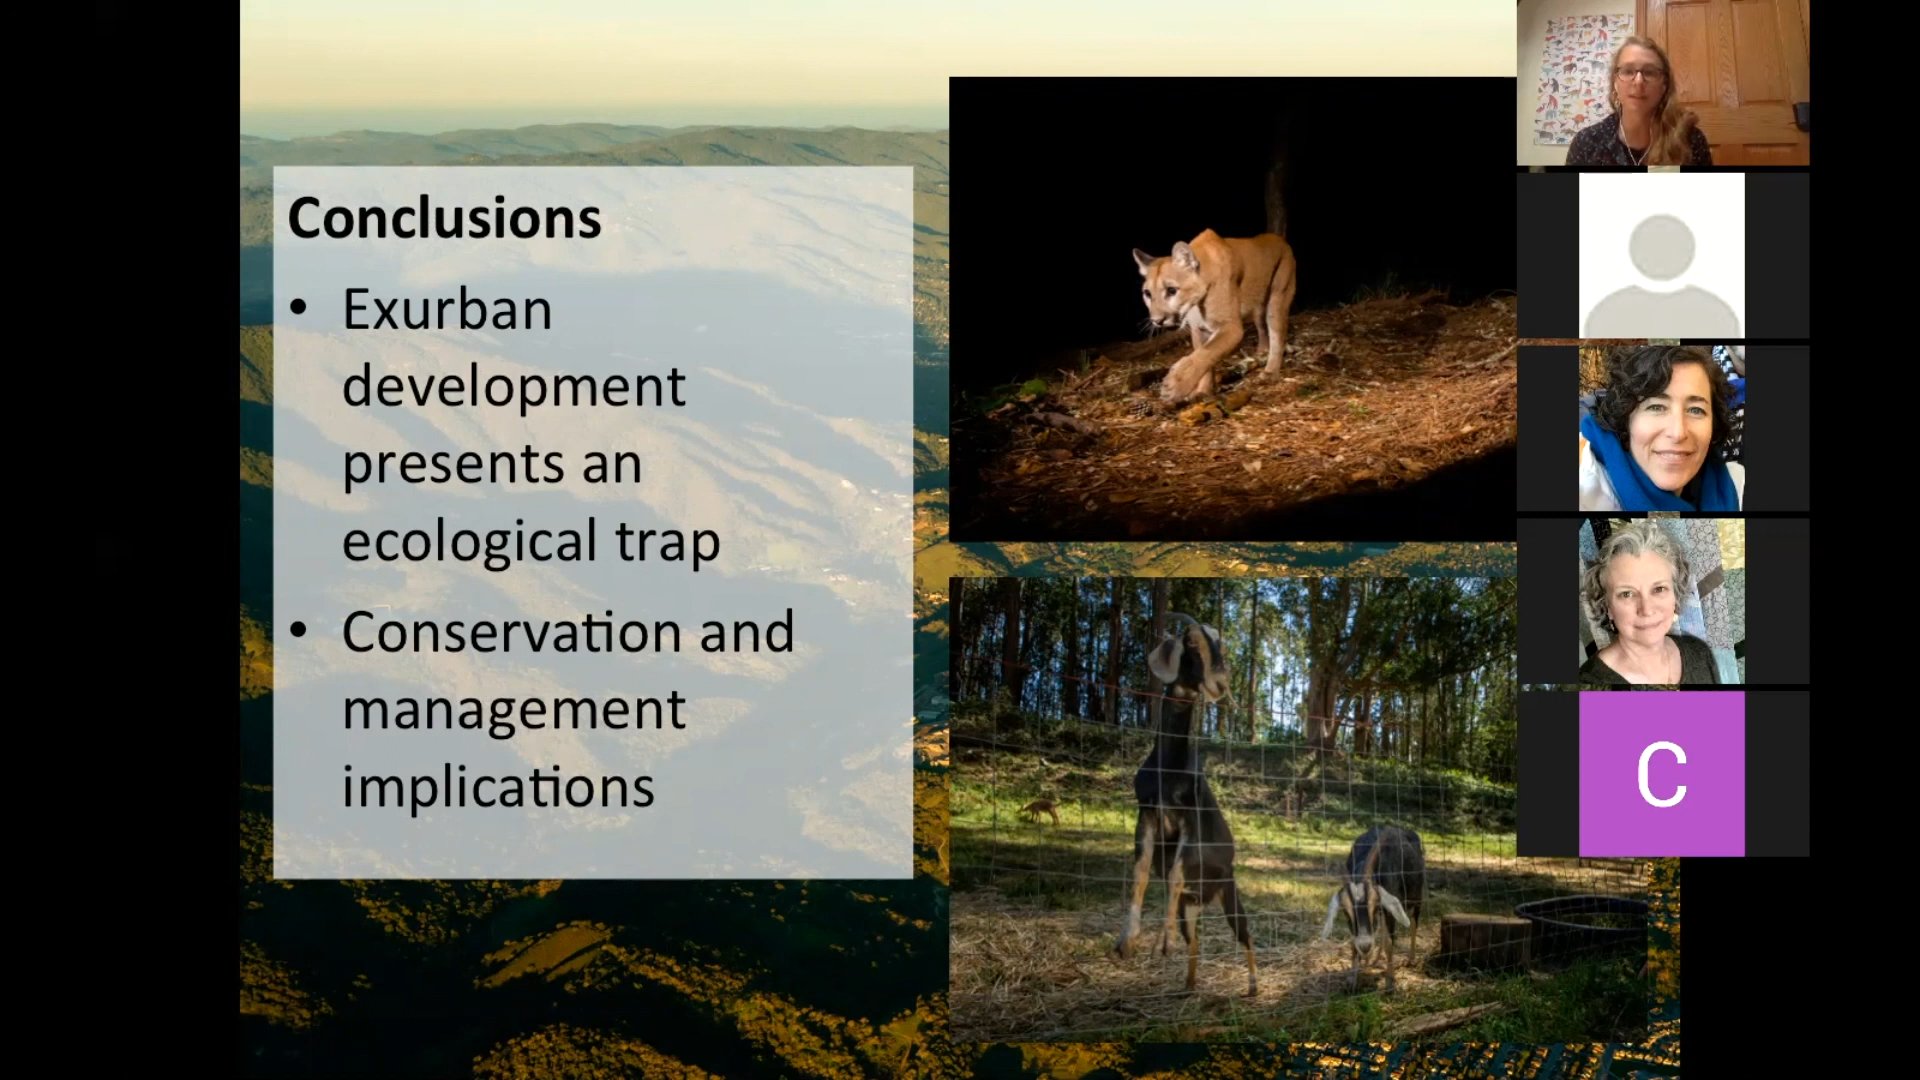 Conclusions
• Exurban
development
presents an
ecological trap
• Conservation and
management
implications
C